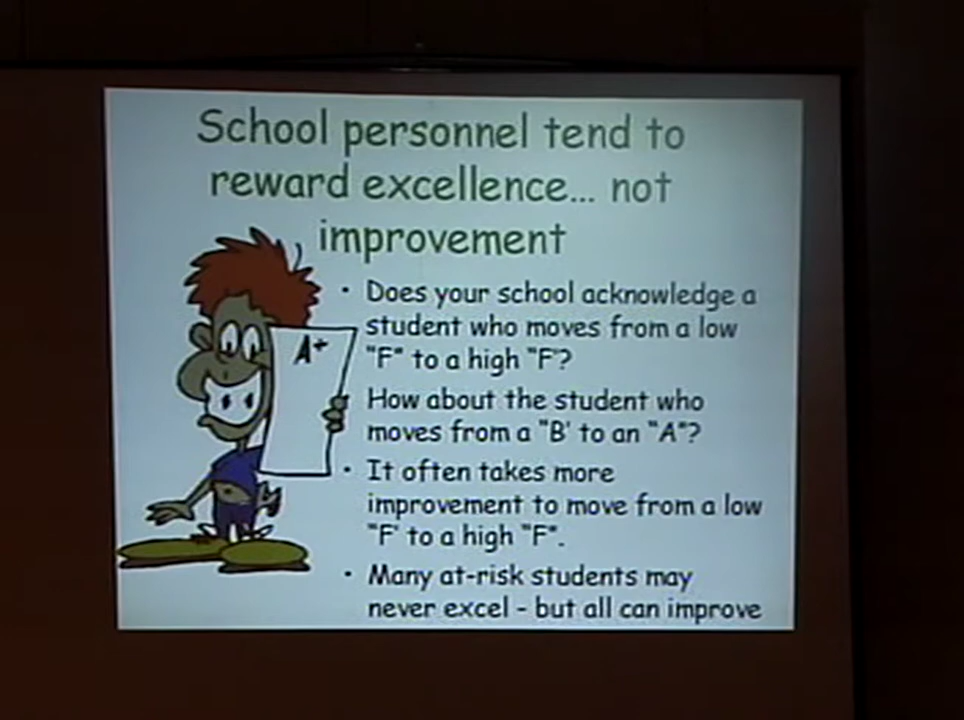 School personnel tend to
reward excellence... not
improvement
• Does your school acknowledge a
student who moves from a low
"F" to a high "F"?
A+
• How about the student who
moves from a "B" to an "A"?
• It often takes more
improvement to move from a low
"F" to a high "F".
• Many at-risk students may
never excel - but all can improve